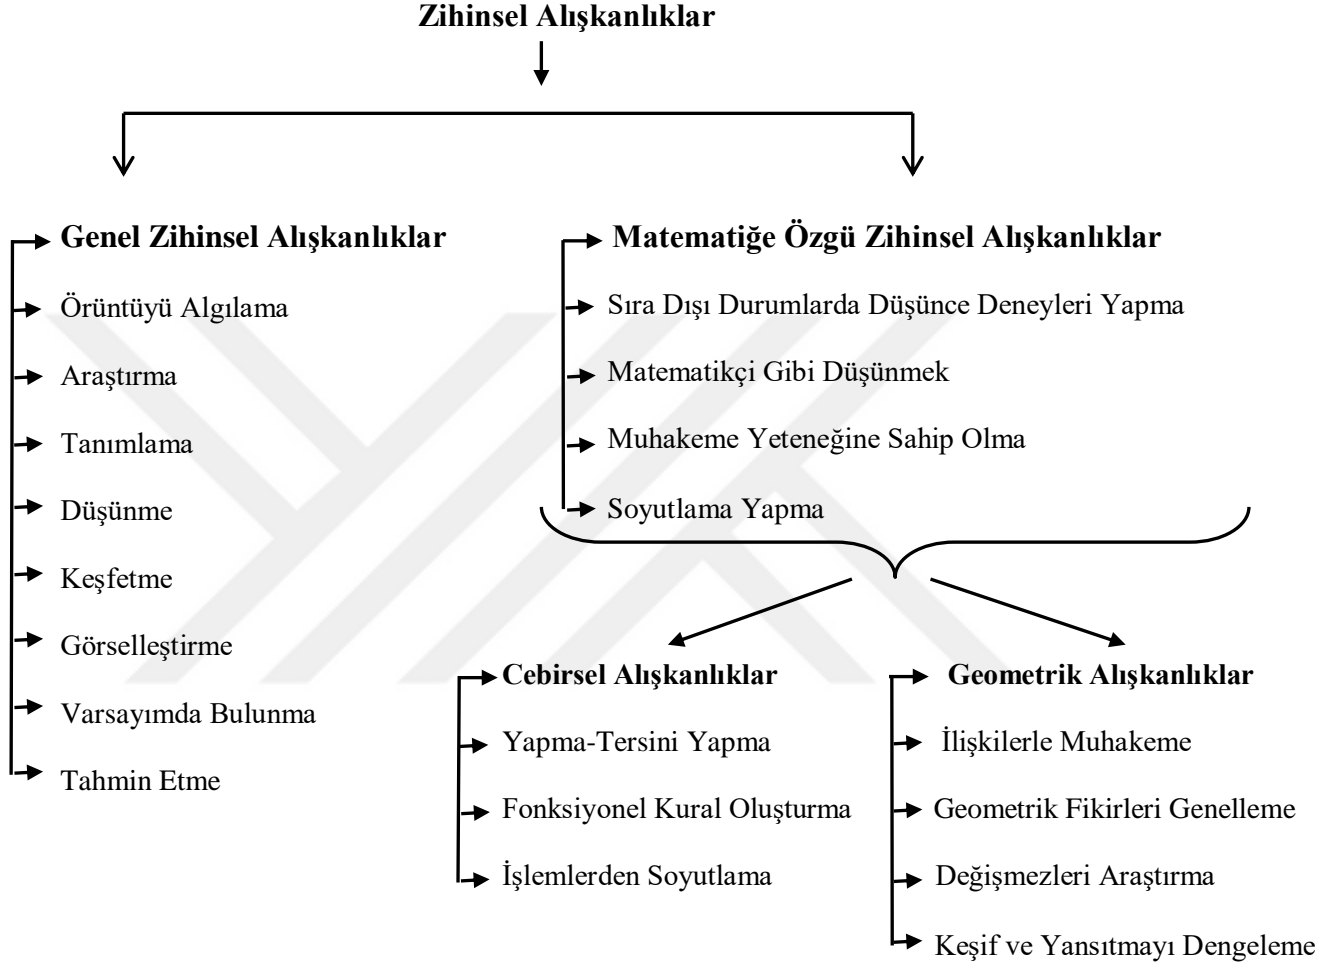 Zihinsel Alışkanlıklar
Genel Zihinsel Alışkanlıklar
Örüntüyü Algılama
Araştırma
Tanımlama
Düşünme
Keşfetme
Görselleştirme
Varsayımda Bulunma
Tahmin Etme
Matematiğe Özgü Zihinsel Alışkanlıklar
Sıra Dışı Durumlarda Düşünce Deneyleri Yapma
Matematikçi Gibi Düşünmek
Muhakeme Yeteneğine Sahip Olma
Soyutlama Yapma
Cebirsel Alışkanlıklar
Yapma-Tersini Yapma
Fonksiyonel Kural Oluşturma
İşlemlerden Soyutlama
Geometrik Alışkanlıklar
İlişkilerle Muhakeme
Geometrik Fikirleri Genelleme
Değişmezleri Araştırma
Keşif ve Yansıtmayı Dengeleme